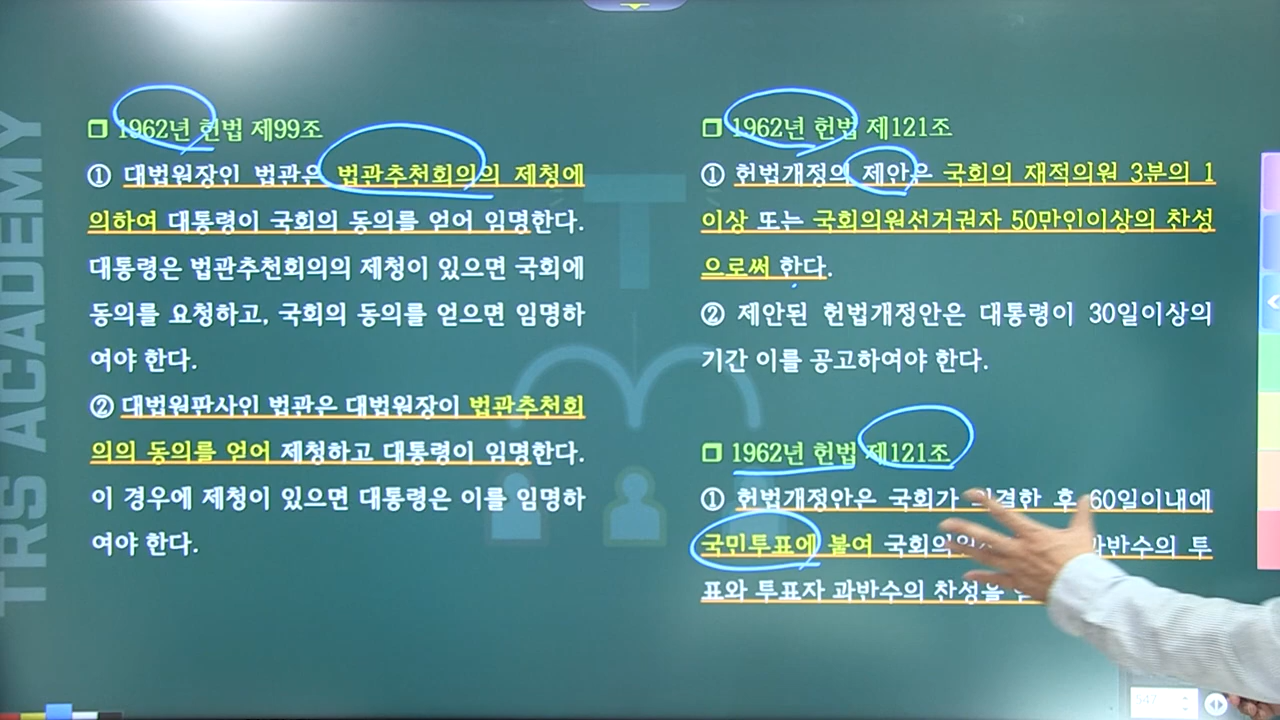 TRS ACADEMY
❒ 1962년 헌법 제99조
① 대법원장인 법관은 법관추천회의의 제청에
의하여 대통령이 국회의 동의를 얻어 임명한다.
대통령은 법관추천회의의 제청이 있으면 국회에
동의를 요청하고, 국회의 동의를 얻으면 임명하
여야 한다.
② 대법원판사인 법관은 대법원장이 법관추천회
의의 동의를 얻어 제청하고 대통령이 임명한다.
이 경우에 제청이 있으면 대통령은 이를 임명하
여야 한다.
❒ 1962년 헌법 제121조
① 헌법개정의 제안은 국회의 재적의원 3분의 1
이상 또는 국회의원선거권자 50만인이상의 찬성
으로써 한다.
② 제안된 헌법개정안은 대통령이 30일이상의
기간 이를 공고하여야 한다.
❒ 1962년 헌법 제121조
① 헌법개정안은 국회가 의결한 후 60일이내에
국민투표에 붙여 과반수의 투
표와 투표자 과반수의 찬성을